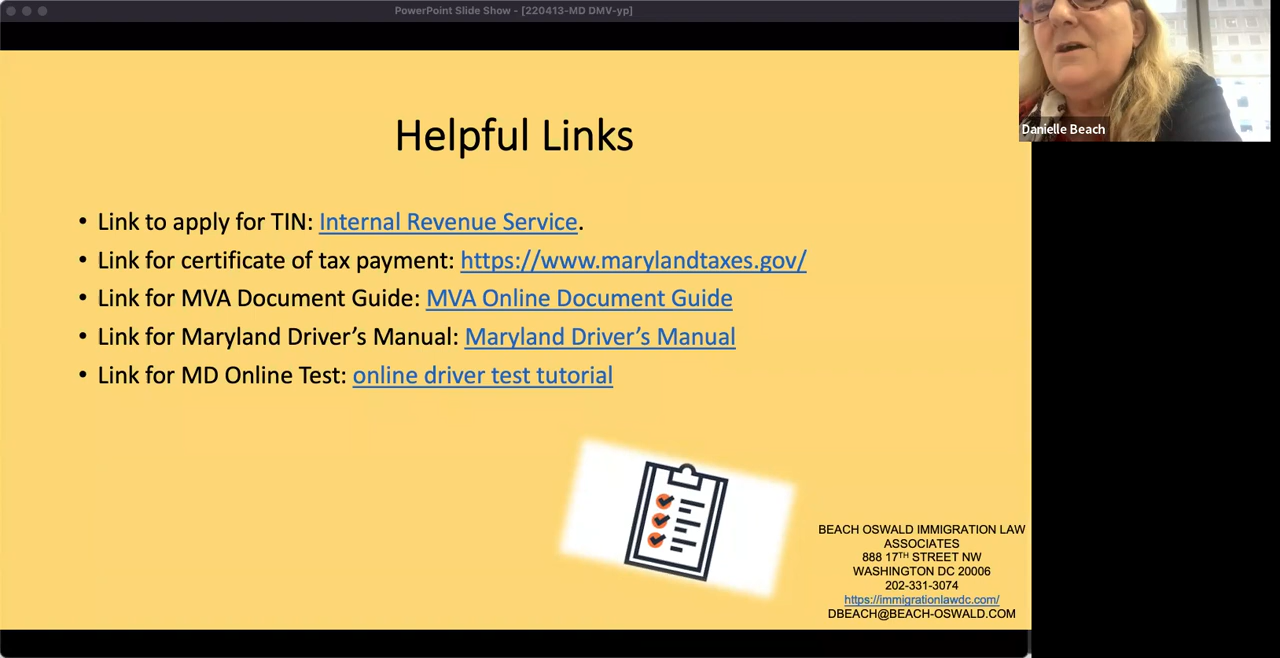 PowerPoint Slide Show - [220413-MD DMV-yp]
Danielle Beach
Helpful Links
• Link to apply for TIN: Internal Revenue Service.
• Link for certificate of tax payment: https://www.marylandtaxes.gov/
• Link for MVA Document Guide: MVA Online Document Guide
• Link for Maryland Driver’s Manual: Maryland Driver’s Manual
• Link for MD Online Test: online driver test tutorial
BEACH OSWALD IMMIGRATION LAW
ASSOCIATES
888 17TH STREET NW
WASHINGTON DC 20006
202-331-3074
https://immigrationlawdc.com/
DBEACH@BEACH-OSWALD.COM